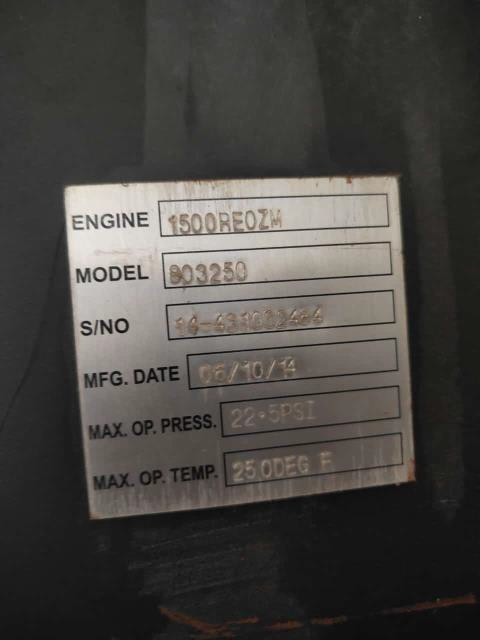 ENGINE 1500REOZM
MODEL 803250
S/NO
MFG. DATE 06/10/14
MAX. OP. PRESS. 22.5PSI
MAX. OP. TEMP. 250DEG F